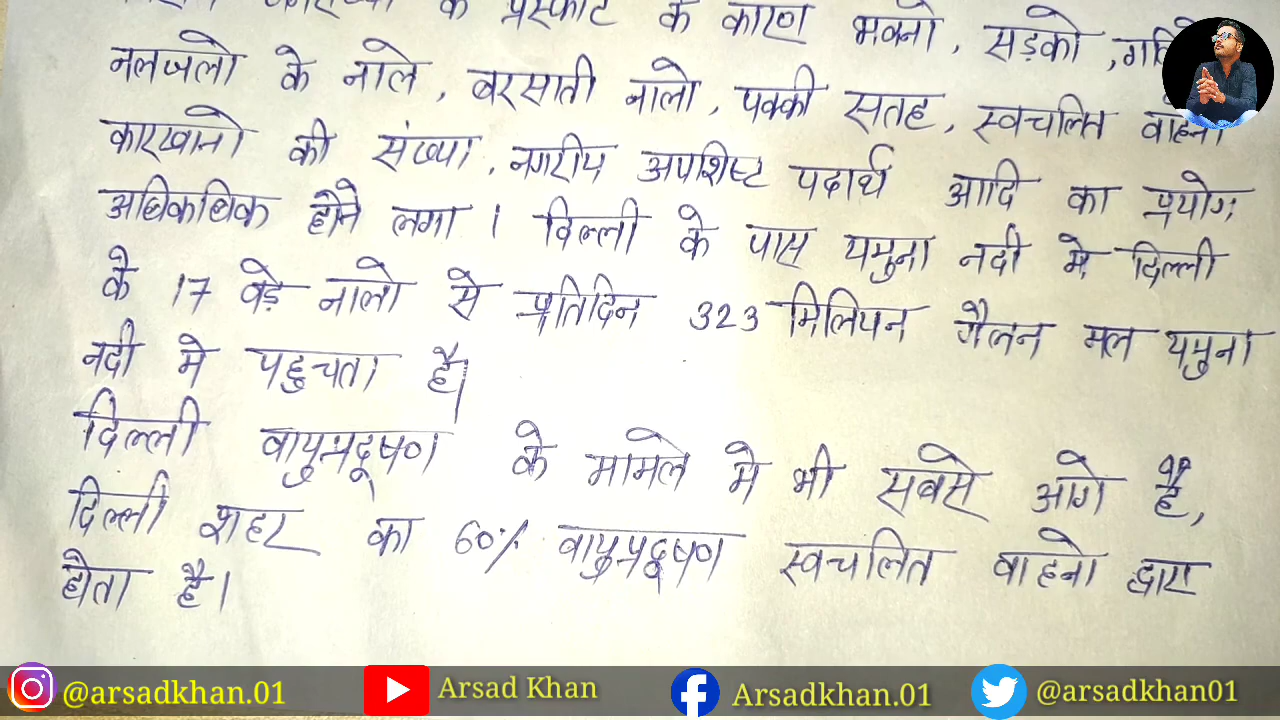 के प्रस्फोट के कारण भवनो, सड़को,
नलजलो के नाले, बरसाती नालो, पक्की सतह, स्वचलित वाहनो
कारखानो की संख्या, नगरीय अपशिष्ट पदार्थ आदि का प्रयोग
अधिकधिक होने लगा। दिल्ली के पास यमुना नदी मे दिल्ली
के 17 वड़े नालो से प्रतिदिन 323 मिलियन गैलन मल यमुना
नदी मे पहुचता है।
दिल्ली वायुप्रदूषण के मामले मे भी सबसे आगे है,
दिल्ली शहर का 60% वायुप्रदूषण स्वचलित वाहनो द्वारा
होता है।
@arsadkhan.01 Arsad Khan Arsadkhan.01 @arsadkhan01